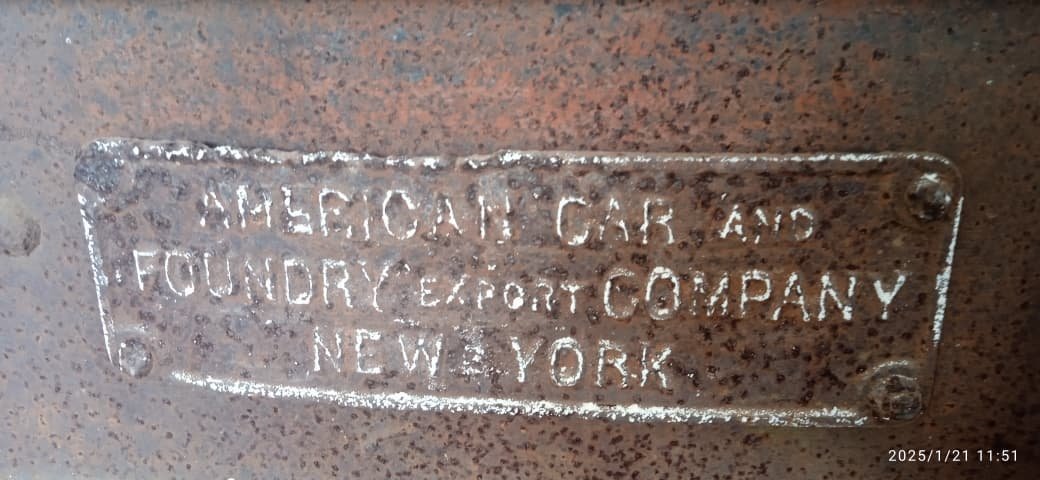 AMERICAN CAR AND
FOUNDRY EXPORT COMPANY
NEW YORK
2025/1/21 11:51